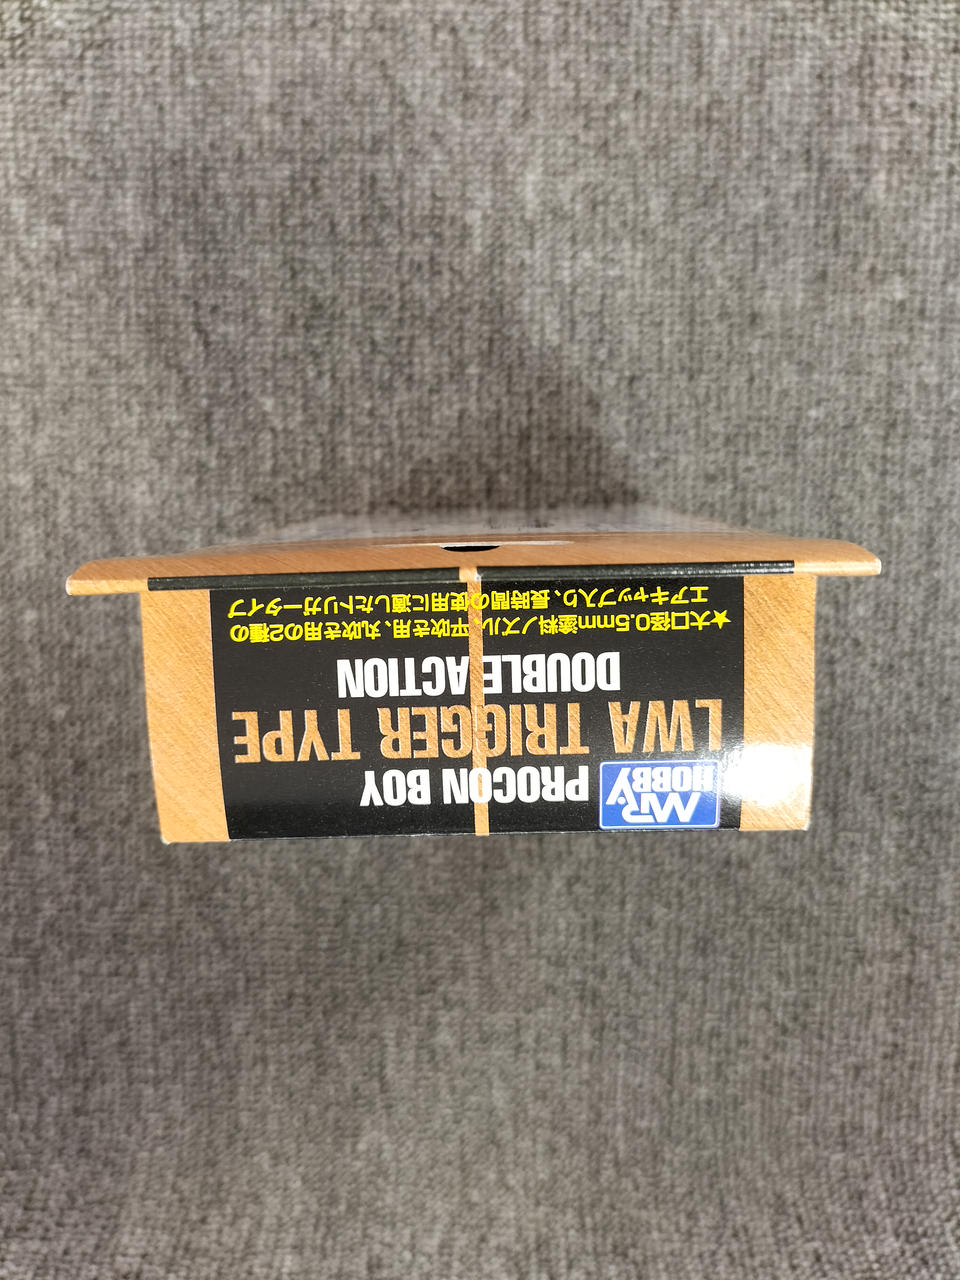 MR.
HOBBY
PROCON BOY
LWA TRIGGER TYPE
DOUBLE ACTION
★大口径0.5mm塗料ノズル、平吹き用、丸吹き用の2種の
エアキャップ入り、長時間の使用に適したトリガータイプ